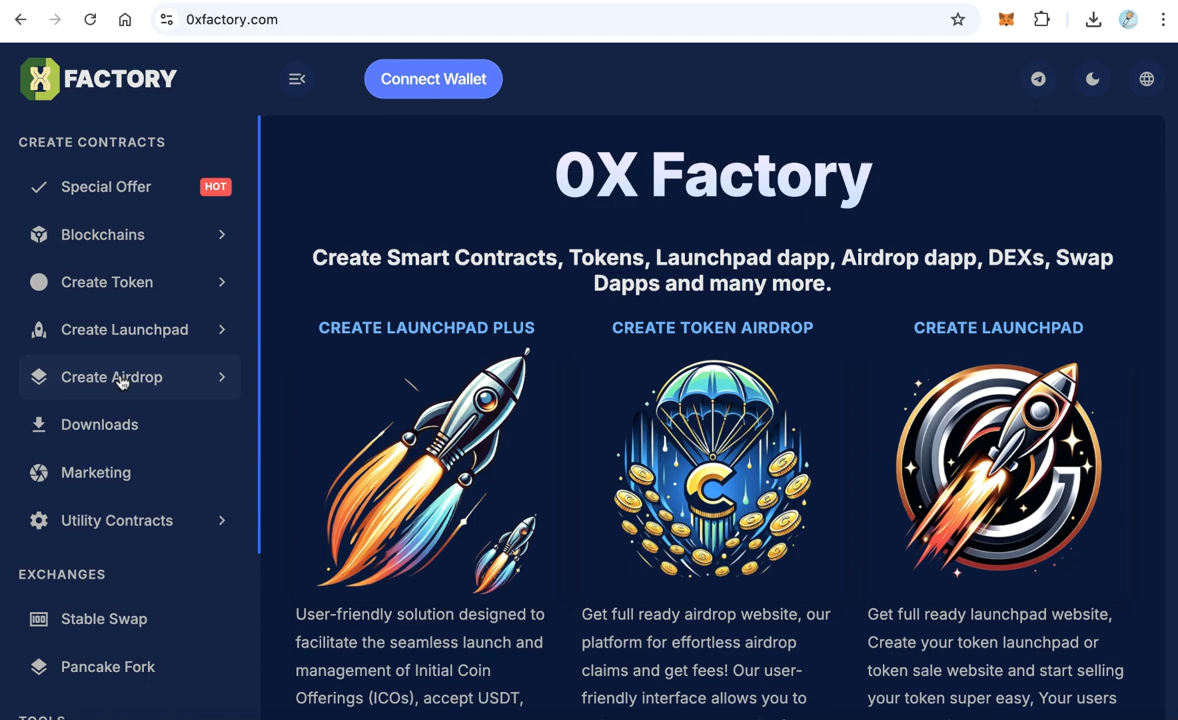 0xfactory.com
FACTORY
Connect Wallet
CREATE CONTRACTS
Special Offer
HOT
Blockchains
Create Token
Create Launchpad
Create Airdrop
Downloads
Marketing
Utility Contracts
EXCHANGES
Stable Swap
Pancake Fork
0X Factory
Create Smart Contracts, Tokens, Launchpad dapp, Airdrop dapp, DEXs, Swap
Dapps and many more.
CREATE LAUNCHPAD PLUS
User-friendly solution designed to
facilitate the seamless launch and
management of Initial Coin
Offerings (ICOs), accept USDT,
CREATE TOKEN AIRDROP
Get full ready airdrop website, our
platform for effortless airdrop
claims and get fees! Our user-
friendly interface allows you to
CREATE LAUNCHPAD
Get full ready launchpad website,
Create your token launchpad or
token sale website and start selling
your token super easy, Your users